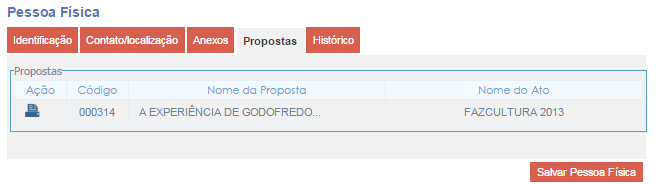 Pessoa Física
Identificação Contato/localização Anexos Propostas Histórico
Propostas
Ação Código Nome da Proposta Nome do Ato
000314 A EXPERIÊNCIA DE GODOFREDO... FAZCULTURA 2013
Salvar Pessoa Física